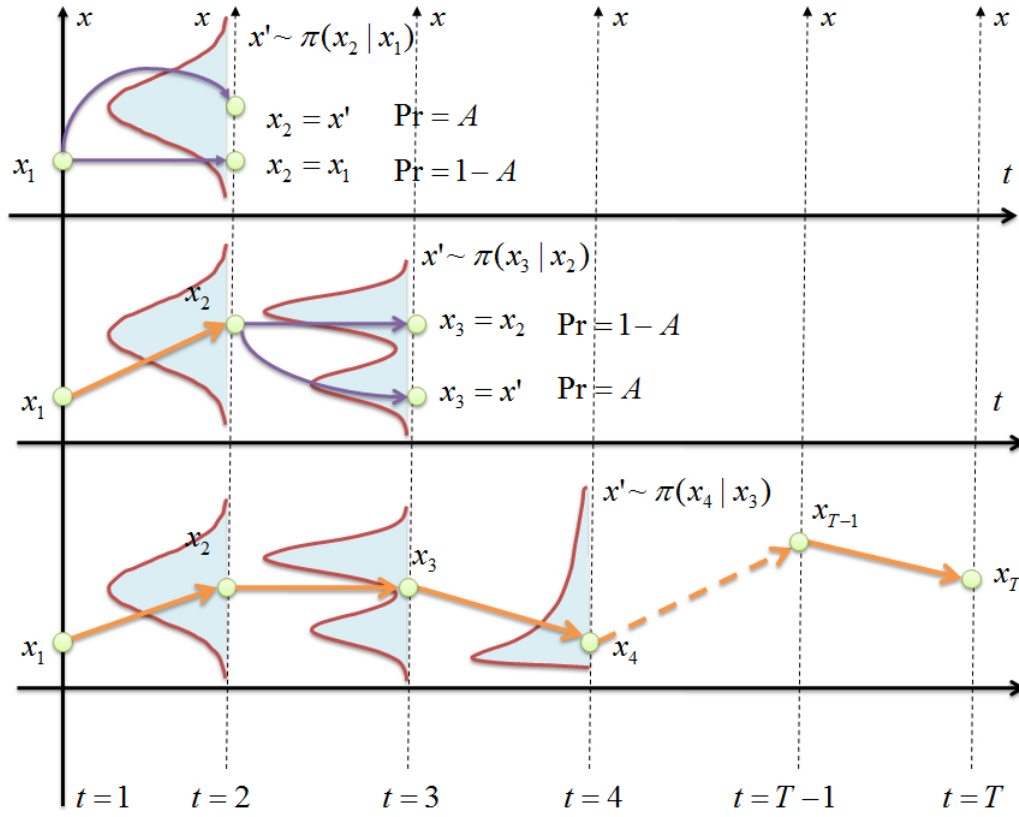 x x x x x x
x'~ π(x₂ | x₁)
x₂ = x' Pr = A
x₁ x₂ = x₁ Pr = 1− A
t
x'~ π(x₃ | x₂)
x₂
x₃ = x₂ Pr = 1− A
x₁ x₃ = x' Pr = A
t
x'~ π(x₄ | x₃)
x₂ x₃ x_{T−1}
x_T
x₁ x₄
t = 1 t = 2 t = 3 t = 4 t = T −1 t = T